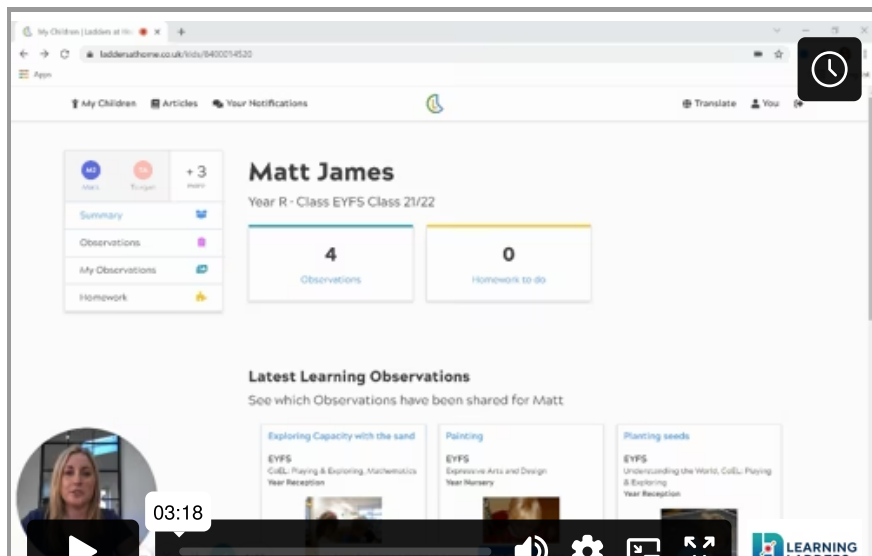 My Children | Ladders at Ho
laddersathome.co.uk/kids/6400014520
Apps
My Children Articles Your Notifications
Translate You
MJ
+ 3
Matt
more
Summary
Observations
My Observations
Homework
Matt James
Year R · Class EYFS Class 21/22
4
Observations
0
Homework to do
Latest Learning Observations
See which Observations have been shared for Matt
Exploring Capacity with the sand
EYFS
CoEL: Playing & Exploring, Mathematics
Year Reception
Painting
EYFS
Expressive Arts and Design
Year Nursery
Planting seeds
EYFS
Understanding the World, CoEL: Playing
& Exploring
Year Reception
03:18
LEARNING